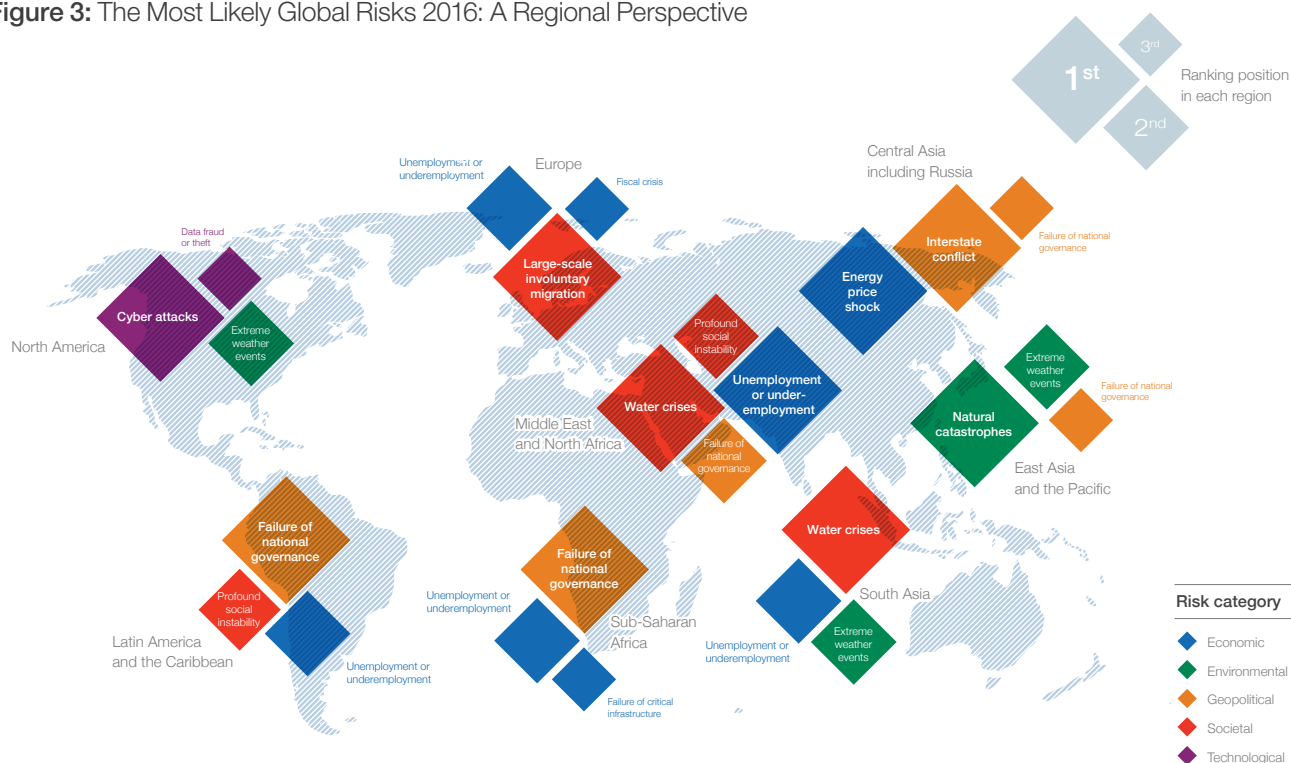 Figure 3: The Most Likely Global Risks 2016: A Regional Perspective
1st
3rd
2nd
Ranking position
in each region
North America
Cyber attacks
Data fraud
or theft
Extreme
weather
events
Europe
Unemployment or
underemployment
Fiscal crisis
Large-scale
involuntary
migration
Central Asia
including Russia
Interstate
conflict
Energy
price
shock
Failure of national
governance
Middle East
and North Africa
Water crises
Profound
social
instability
Unemployment
or under-
employment
Failure of
national
governance
East Asia
and the Pacific
Natural
catastrophes
Extreme
weather
events
Failure of national
governance
Latin America
and the Caribbean
Failure of
national
governance
Profound
social
instability
Unemployment or
underemployment
Sub-Saharan
Africa
Failure of
national
governance
Unemployment or
underemployment
Failure of critical
infrastructure
South Asia
Water crises
Unemployment or
underemployment
Extreme
weather
events
Risk category
Economic
Environmental
Geopolitical
Societal
Technological